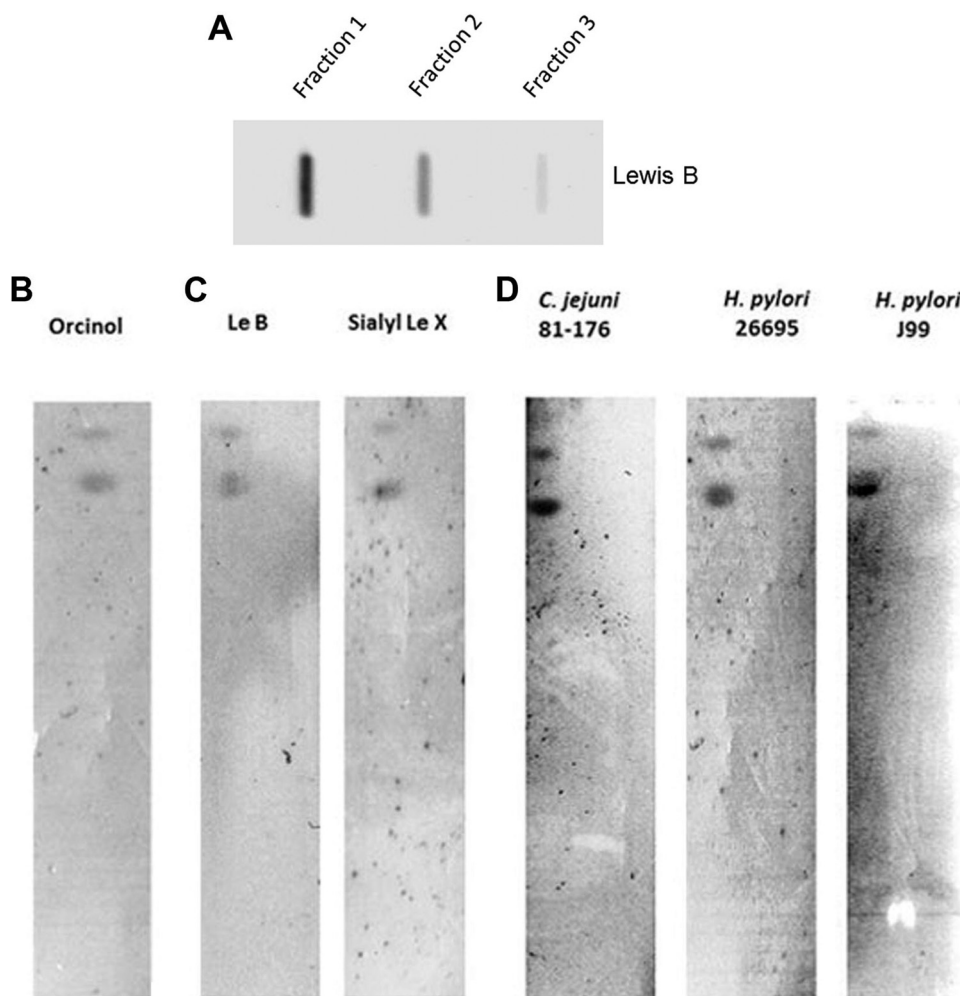 A
Fraction 1
Fraction 2
Fraction 3
Lewis B
B
Orcinol
C
Le B
Sialyl Le X
D
C. jejuni
81-176
H. pylori
26695
H. pylori
J99